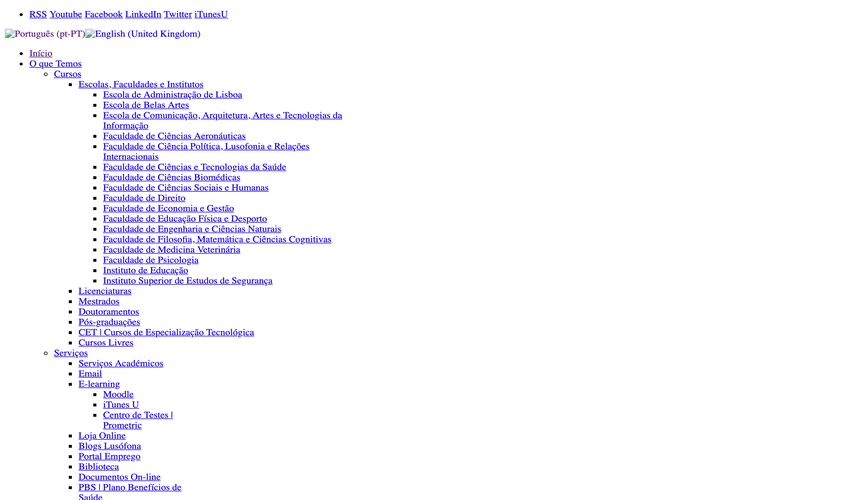 RSS Youtube Facebook LinkedIn Twitter iTunesU
Português (pt-PT) English (United Kingdom)
Início
O que Temos
Cursos
Escolas, Faculdades e Institutos
Escola de Administração de Lisboa
Escola de Belas Artes
Escola de Comunicação, Arquitetura, Artes e Tecnologias da
Informação
Faculdade de Ciências Aeronáuticas
Faculdade de Ciência Política, Lusofonia e Relações
Internacionais
Faculdade de Ciências e Tecnologias da Saúde
Faculdade de Ciências Biomédicas
Faculdade de Ciências Sociais e Humanas
Faculdade de Direito
Faculdade de Economia e Gestão
Faculdade de Educação Física e Desporto
Faculdade de Engenharia e Ciências Naturais
Faculdade de Filosofia, Matemática e Ciências Cognitivas
Faculdade de Medicina Veterinária
Faculdade de Psicologia
Instituto de Educação
Instituto Superior de Estudos de Segurança
Licenciaturas
Mestrados
Doutoramentos
Pós-graduações
CET | Cursos de Especialização Tecnológica
Cursos Livres
Serviços
Serviços Académicos
Email
E-learning
Moodle
iTunes U
Centro de Testes |
Prometric
Loja Online
Blogs Lusófona
Portal Emprego
Biblioteca
Documentos On-line
PBS | Plano Benefícios de
Saúde